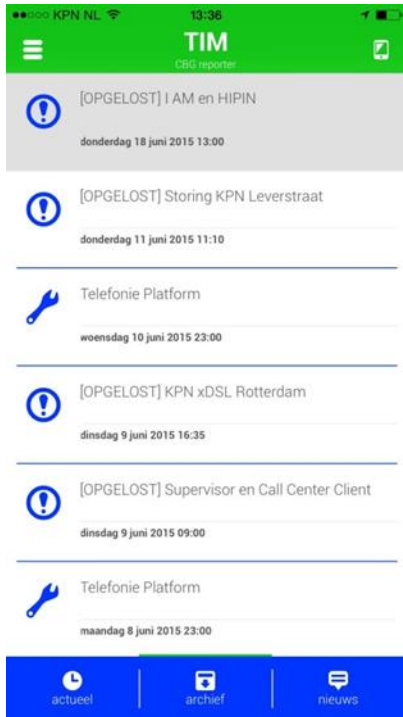 KPN NL 13:36
TIM
CBG reporter
[OPGELOST] I AM en HIPIN
donderdag 18 juni 2015 13:00
[OPGELOST] Storing KPN Leverstraat
donderdag 11 juni 2015 11:10
Telefonie Platform
woensdag 10 juni 2015 23:00
[OPGELOST] KPN xDSL Rotterdam
dinsdag 9 juni 2015 16:35
[OPGELOST] Supervisor en Call Center Client
dinsdag 9 juni 2015 09:00
Telefonie Platform
maandag 8 juni 2015 23:00
actueel archief nieuws